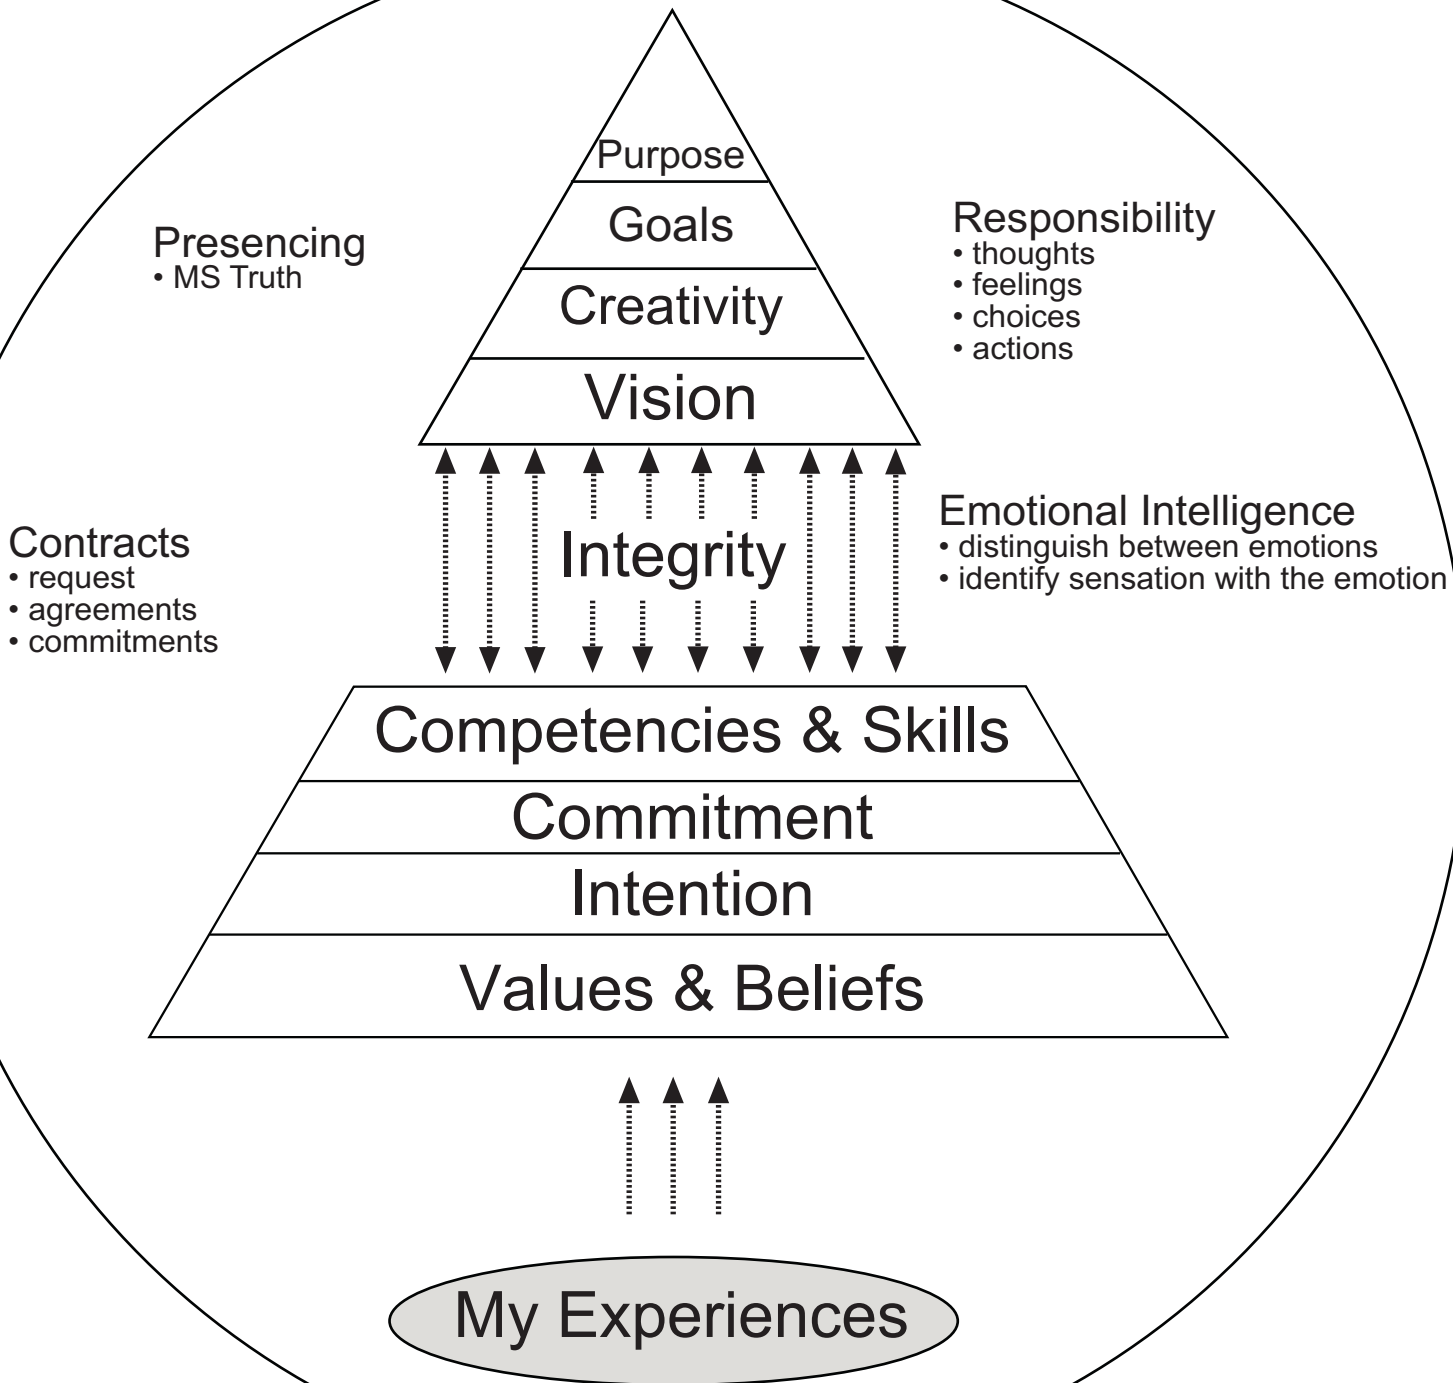 Purpose
Goals
Creativity
Vision
Presencing
• MS Truth
Responsibility
• thoughts
• feelings
• choices
• actions
Contracts
• request
• agreements
• commitments
Integrity
Emotional Intelligence
• distinguish between emotions
• identify sensation with the emotion
Competencies & Skills
Commitment
Intention
Values & Beliefs
My Experiences